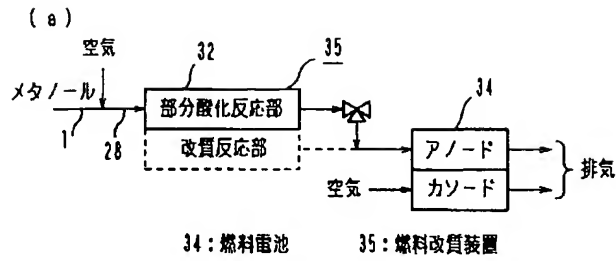 (a)
空気
32
35
メタノール
部分酸化反応部
34
1
28
改質反応部
アノード
空気
カソード
排気
34:燃料電池 35:燃料改質装置